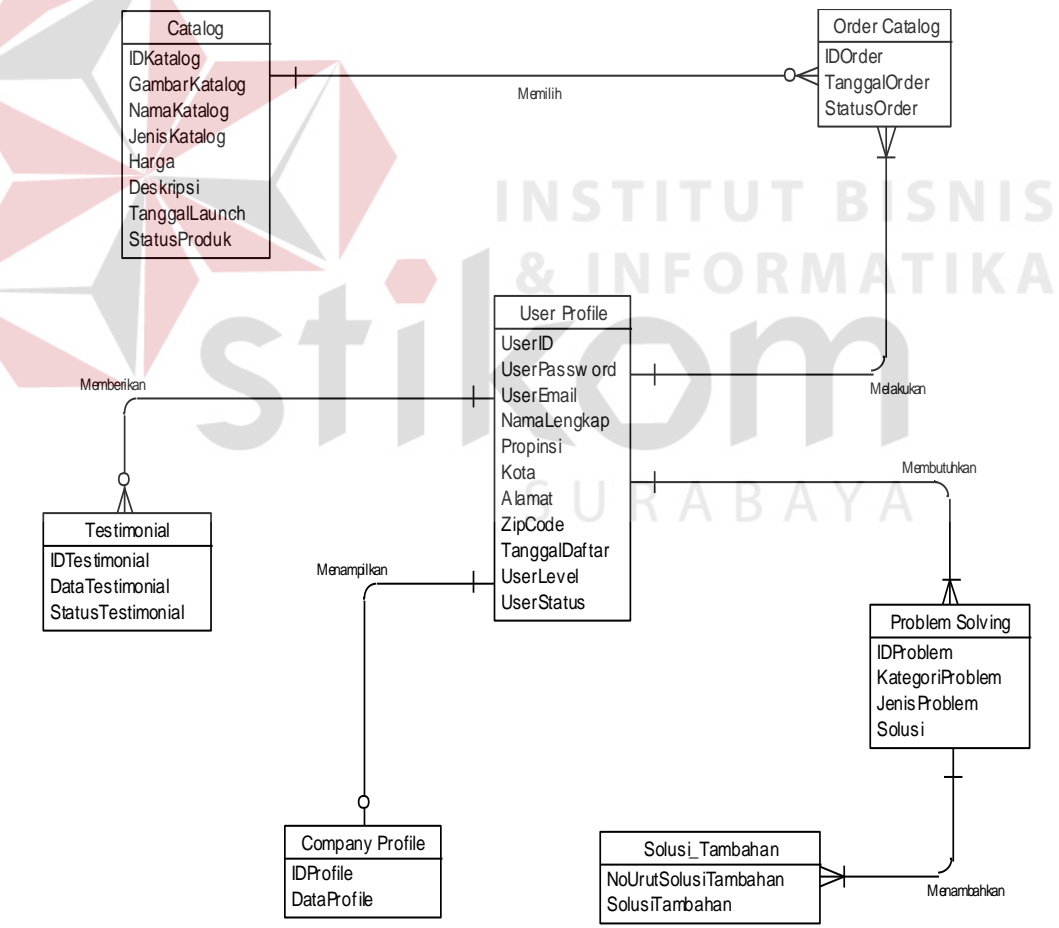 Catalog
IDKatalog
GambarKatalog
NamaKatalog
JenisKatalog
Harga
Deskripsi
TanggalLaunch
StatusProduk
Memilih
Order Catalog
IDOrder
TanggalOrder
StatusOrder
INSTITUT BISNIS
& INFORMATIKA
stikom
SURABAYA
User Profile
UserID
UserPassword
UserEmail
NamaLengkap
Propinsi
Kota
Alamat
ZipCode
TanggalDaftar
UserLevel
UserStatus
Memberikan
Melakukan
Membutuhkan
Menampilkan
Testimonial
IDTestimonial
DataTestimonial
StatusTestimonial
Problem Solving
IDProblem
KategoriProblem
JenisProblem
Solusi
Company Profile
IDProfile
DataProfile
Solusi_Tambahan
NoUrutSolusiTambahan
SolusiTambahan
Menambahkan